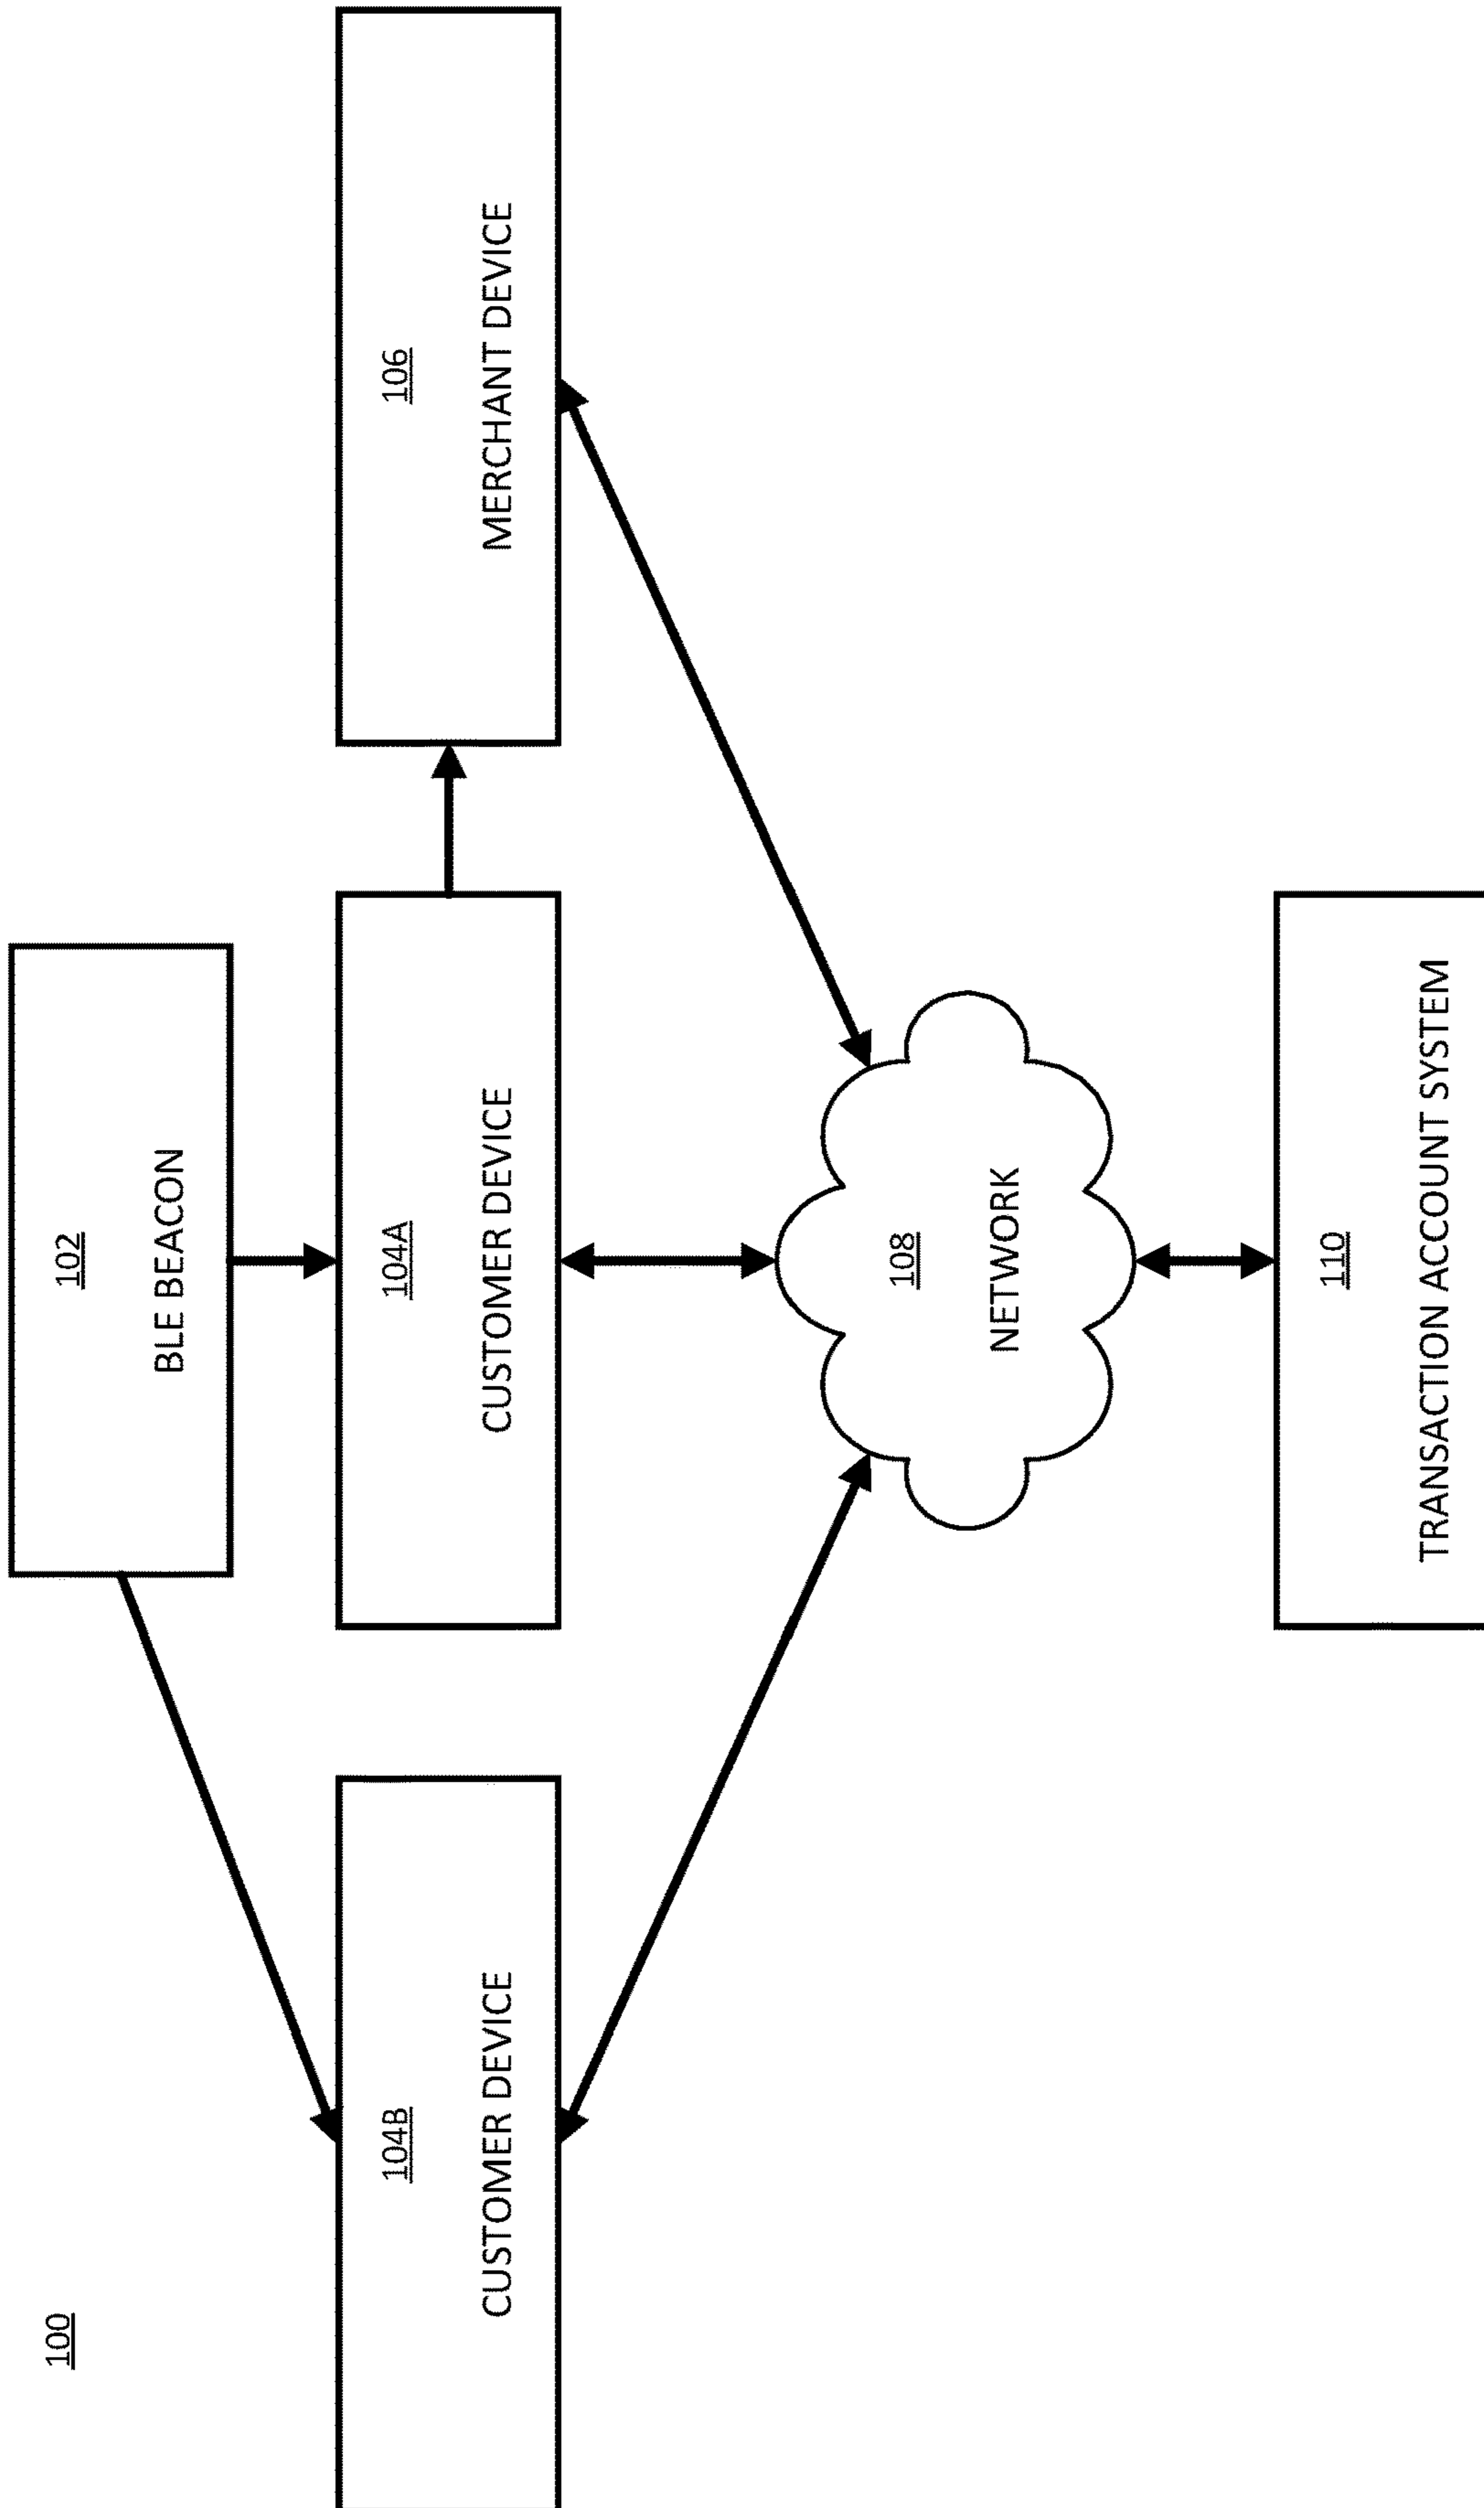 100
102
BLE BEACON
104B
CUSTOMER DEVICE
104A
CUSTOMER DEVICE
106
MERCHANT DEVICE
108
NETWORK
110
TRANSACTION ACCOUNT SYSTEM